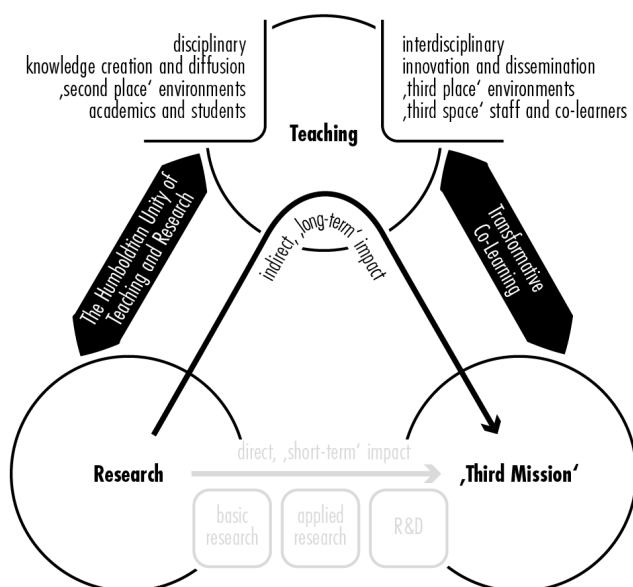 disciplinary
knowledge creation and diffusion
‚second place‘ environments
academics and students
interdisciplinary
innovation and dissemination
‚third place‘ environments
‚third space‘ staff and co-learners
Teaching
The Humboldtian Unity of
Teaching and Research
indirect, ‚long-term‘ impact
Transformative
Co-Learning
Research
direct, ‚short-term‘ impact
‚Third Mission‘
basic
research
applied
research
R&D